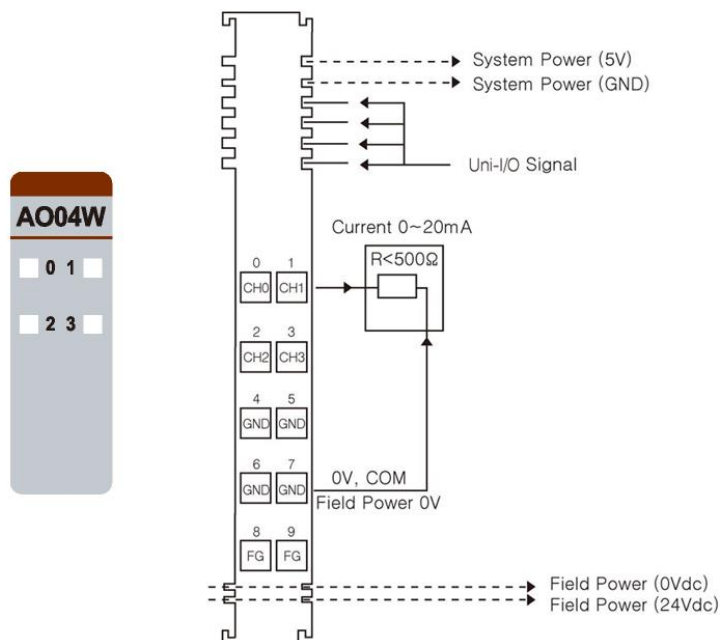 System Power (5V)
System Power (GND)
Uni-I/O Signal
AO04W
0 1
2 3
Current 0~20mA
R<500Ω
0 1
CH0 CH1
2 3
CH2 CH3
4 5
GND GND
6 7
GND GND
0V, COM
Field Power 0V
8 9
FG FG
Field Power (0Vdc)
Field Power (24Vdc)